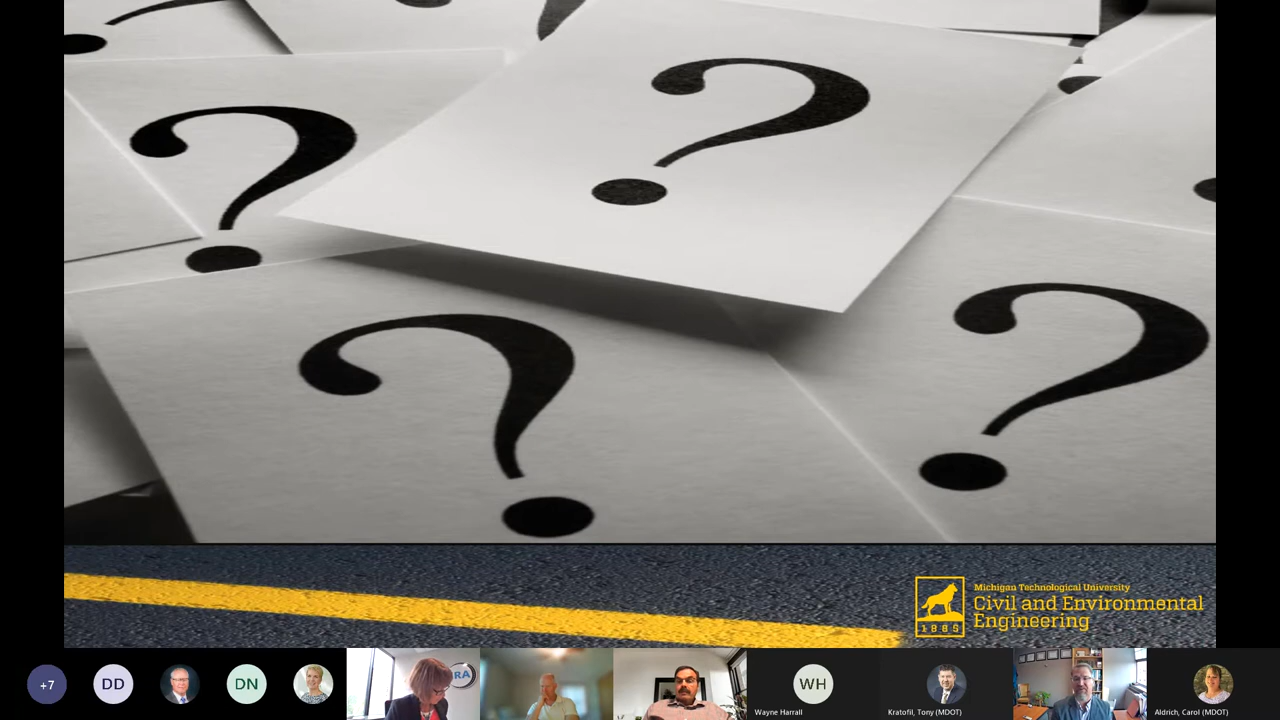 ?
?
?
?
Michigan Technological University
Civil and Environmental
Engineering
1885
+7
DD
DN
RA
WH
Wayne Harrall
Kratofil, Tony (MDOT)
Aldrich, Carol (MDOT)